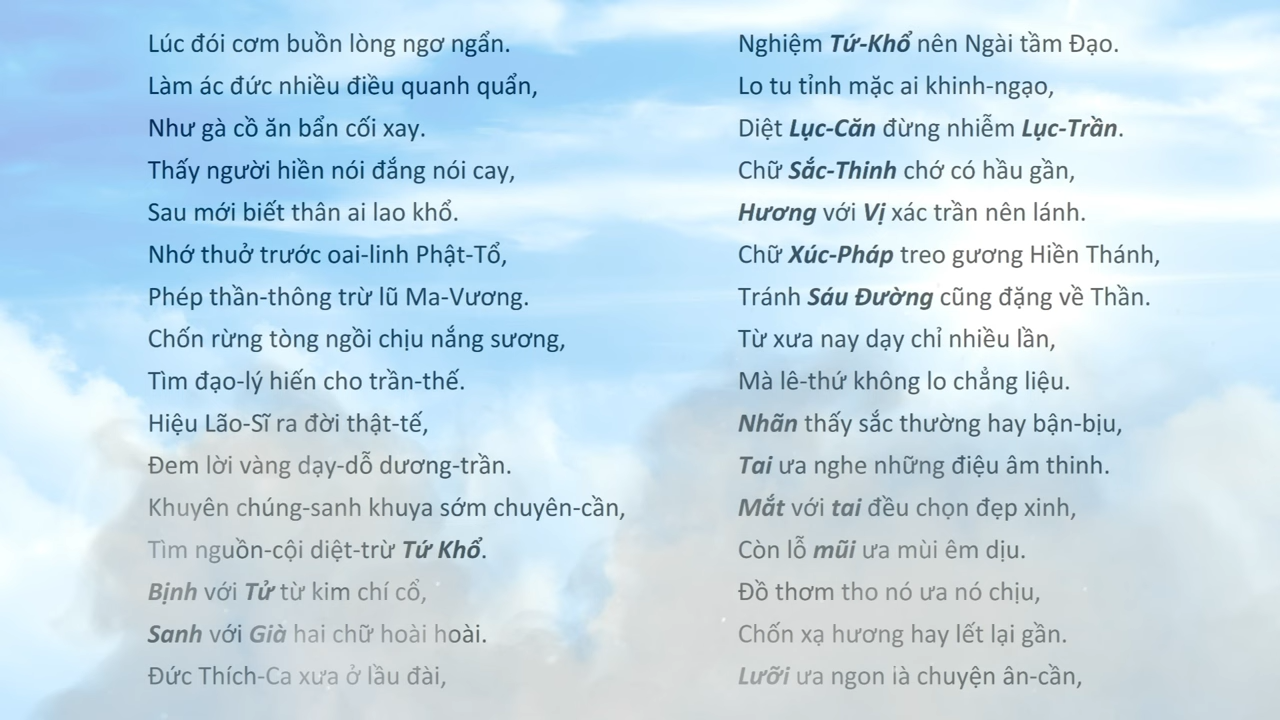 Lúc đói cơm buồn lòng ngơ ngẩn.
Làm ác đức nhiều điều quanh quẩn,
Như gà cồ ăn bẩn cối xay.
Thấy người hiền nói đắng nói cay,
Sau mới biết thân ai lao khổ.
Nhớ thuở trước oai-linh Phật-Tổ,
Phép thần-thông trừ lũ Ma-Vương.
Chốn rừng tòng ngồi chịu nắng sương,
Tìm đạo-lý hiến cho trần-thế.
Hiệu Lão-Sĩ ra đời thật-tế,
Đem lời vàng dạy-dỗ dương-trần.
Khuyên chúng-sanh khuya sớm chuyên-cần,
Tìm nguồn-cội diệt-trừ Tứ Khổ.
Bịnh với Tử từ kim chí cổ,
Sanh với Già hai chữ hoài hoài.
Đức Thích-Ca xưa ở lầu đài,
Nghiệm Tứ-Khổ nên Ngài tầm Đạo.
Lo tu tỉnh mặc ai khinh-ngạo,
Diệt Lục-Căn đừng nhiễm Lục-Trần.
Chữ Sắc-Thinh chớ có hầu gần,
Hương với Vị xác trần nên lánh.
Chữ Xúc-Pháp treo gương Hiền Thánh,
Tránh Sáu Đường cũng đặng về Thần.
Từ xưa nay dạy chỉ nhiều lần,
Mà lê-thứ không lo chẳng liệu.
Nhãn thấy sắc thường hay bận-bịu,
Tai ưa nghe những điệu âm thinh.
Mắt với tai đều chọn đẹp xinh,
Còn lỗ mũi ưa mùi êm dịu.
Đồ thơm tho nó ưa nó chịu,
Chốn xạ hương hay lết lại gần.
Lưỡi ưa ngon là chuyện ân-cần,